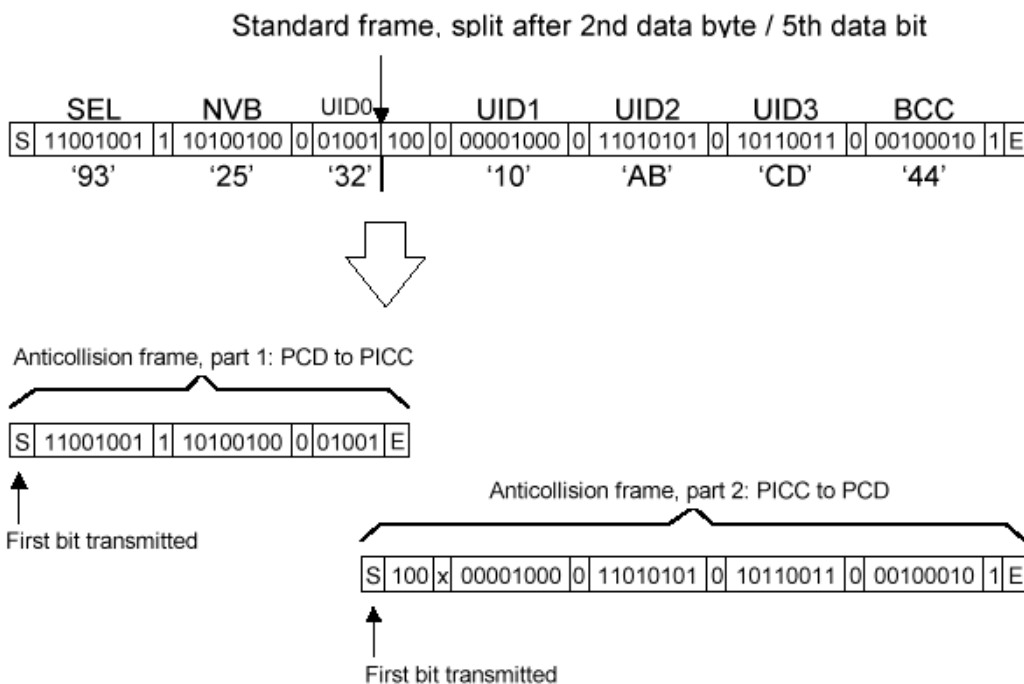 Standard frame, split after 2nd data byte / 5th data bit
SEL NVB UID0 UID1 UID2 UID3 BCC
S 11001001 1 10100100 0 01001 100 0 00001000 0 11010101 0 10110011 0 00100010 1 E
‘93’ ‘25’ ‘32’ ‘10’ ‘AB’ ‘CD’ ‘44’
Anticollision frame, part 1: PCD to PICC
S 11001001 1 10100100 0 01001 E
First bit transmitted
Anticollision frame, part 2: PICC to PCD
S 100 x 00001000 0 11010101 0 10110011 0 00100010 1 E
First bit transmitted